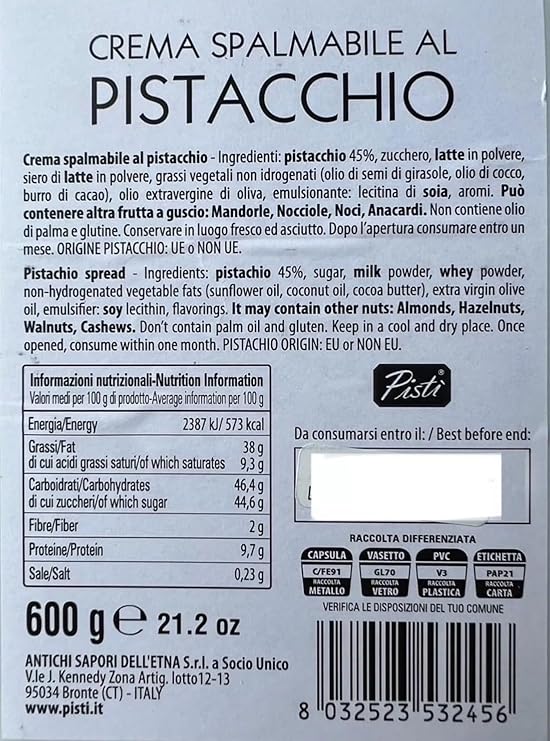 CREMA SPALMABILE AL
PISTACCHIO
Crema spalmabile al pistacchio - Ingredienti: pistacchio 45%, zucchero, latte in polvere,
siero di latte in polvere, grassi vegetali non idrogenati (olio di semi di girasole, olio di cocco,
burro di cacao), olio extravergine di oliva, emulsionante: lecitina di soia, aromi. Può
contenere altra frutta a guscio: Mandorle, Nocciole, Noci, Anacardi. Non contiene olio
di palma e glutine. Conservare in luogo fresco ed asciutto. Dopo l'apertura consumare entro un
mese. ORIGINE PISTACCHIO: UE o NON UE.
Pistachio spread - Ingredients: pistachio 45%, sugar, milk powder, whey powder,
non-hydrogenated vegetable fats (sunflower oil, coconut oil, cocoa butter), extra virgin olive
oil, emulsifier: soy lecithin, flavorings. It may contain other nuts: Almonds, Hazelnuts,
Walnuts, Cashews. Don't contain palm oil and gluten. Keep in a cool and dry place. Once
opened, consume within one month. PISTACHIO ORIGIN: EU or NON EU.
Informazioni nutrizionali-Nutrition Information
Valori medi per 100 g di prodotto-Average information per 100 g
Energia/Energy 2387 kJ/ 573 kcal
Grassi/Fat 38 g
di cui acidi grassi saturi/of which saturates 9,3 g
Carboidrati/Carbohydrates 46,4 g
di cui zuccheri/of which sugar 44,6 g
Fibre/Fiber 2 g
Proteine/Protein 9,7 g
Sale/Salt 0,23 g
Pistì®
Da consumarsi entro il: / Best before end:
RACCOLTA DIFFERENZIATA
CAPSULA VASETTO PVC ETICHETTA
C/FE91 GL70 V3 PAP21
RACCOLTA RACCOLTA RACCOLTA RACCOLTA
METALLO VETRO PLASTICA CARTA
VERIFICA LE DISPOSIZIONI DEL TUO COMUNE
600 g e 21.2 oz
ANTICHI SAPORI DELL'ETNA S.r.l. a Socio Unico
V.le J. Kennedy Zona Artig. lotto12-13
95034 Bronte (CT) - ITALY
www.pisti.it
8 032523 532456